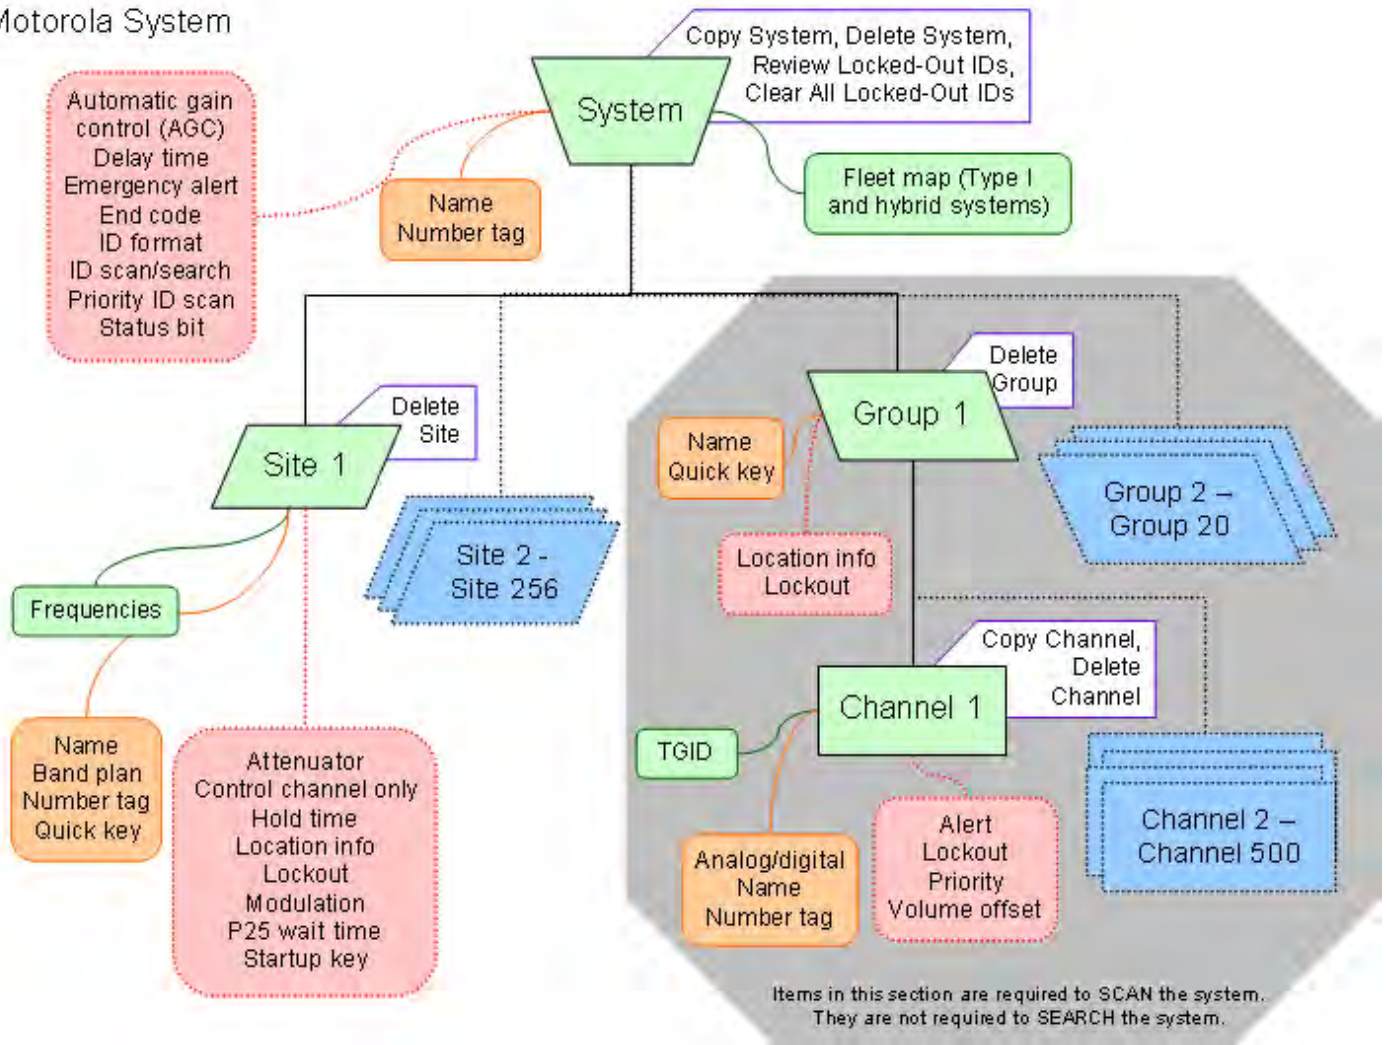 Motorola System
Copy System, Delete System,
Review Locked-Out IDs,
Clear All Locked-Out IDs
System
Automatic gain
control (AGC)
Delay time
Emergency alert
End code
ID format
ID scan/search
Priority ID scan
Status bit
Name
Number tag
Fleet map (Type I
and hybrid systems)
Delete
Site
Site 1
Site 2 -
Site 256
Frequencies
Name
Band plan
Number tag
Quick key
Attenuator
Control channel only
Hold time
Location info
Lockout
Modulation
P25 wait time
Startup key
Delete
Group
Group 1
Name
Quick key
Location info
Lockout
Group 2 –
Group 20
Copy Channel,
Delete
Channel
Channel 1
TGID
Analog/digital
Name
Number tag
Alert
Lockout
Priority
Volume offset
Channel 2 –
Channel 500
Items in this section are required to SCAN the system.
They are not required to SEARCH the system.